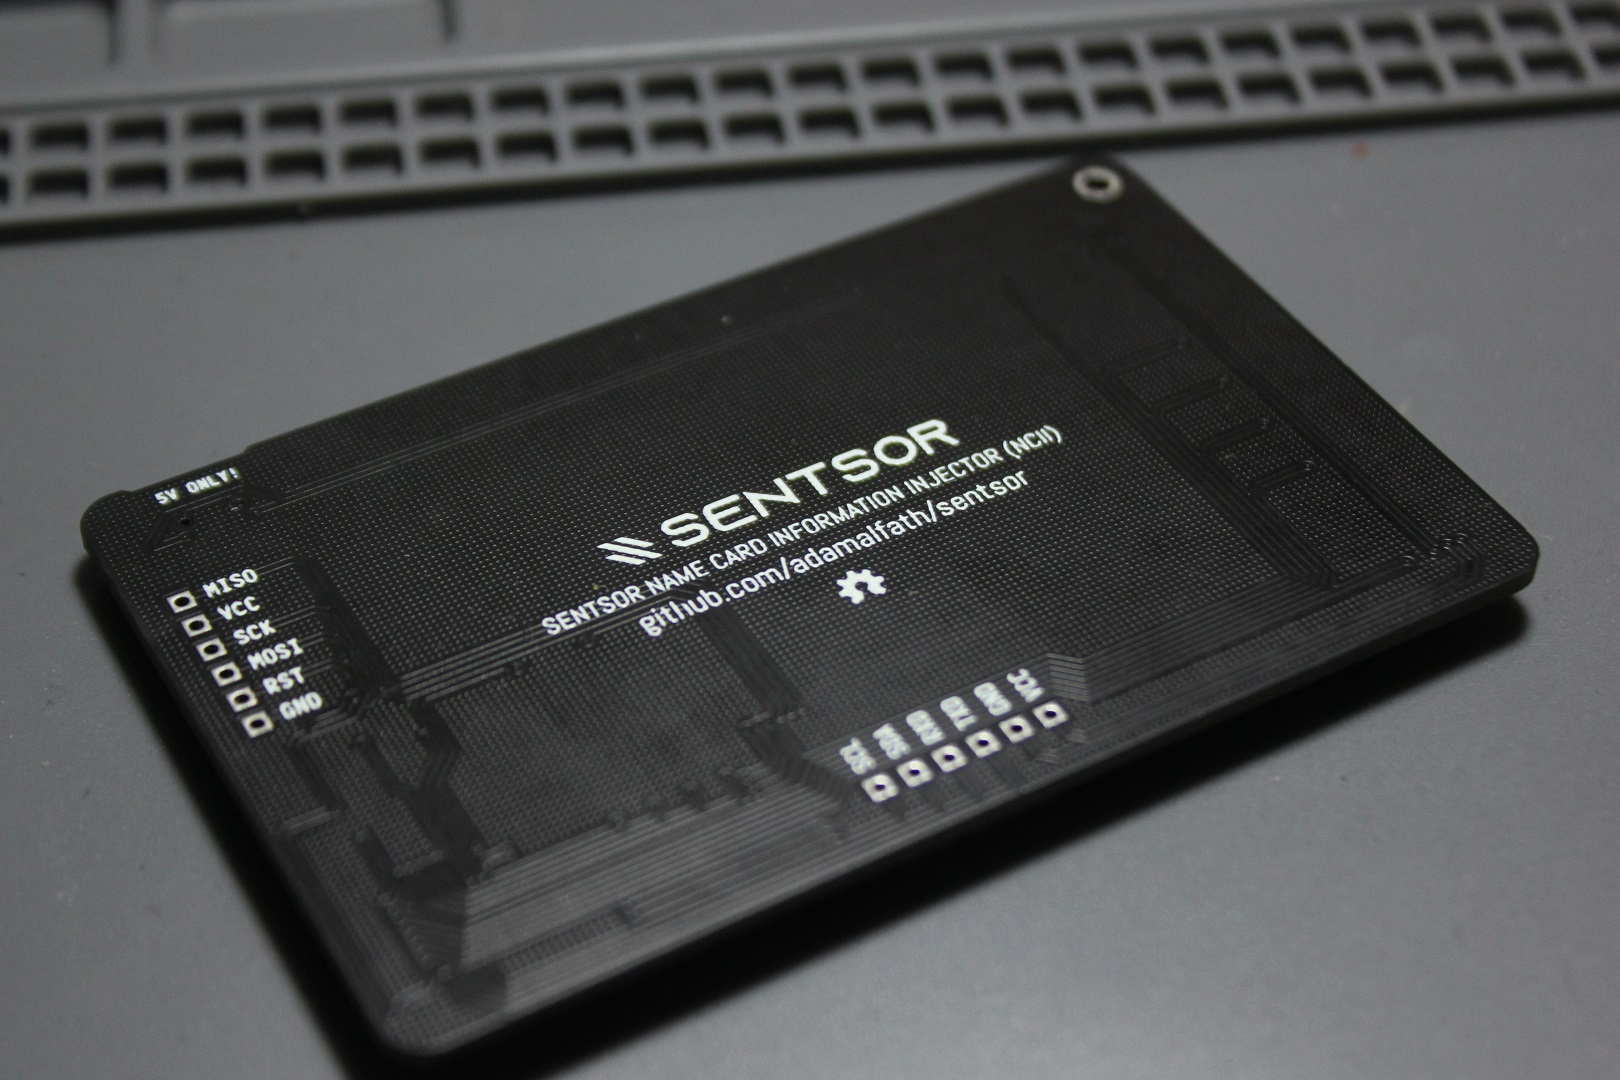 5V ONLY!
SENTSOR
SENTSOR NAME CARD INFORMATION INJECTOR (NCII)
github.com/adamalfath/sentsor
MISO
VCC
SCK
MOSI
RST
GND
SCL
SDA
RXD
TXD
GND
VCC